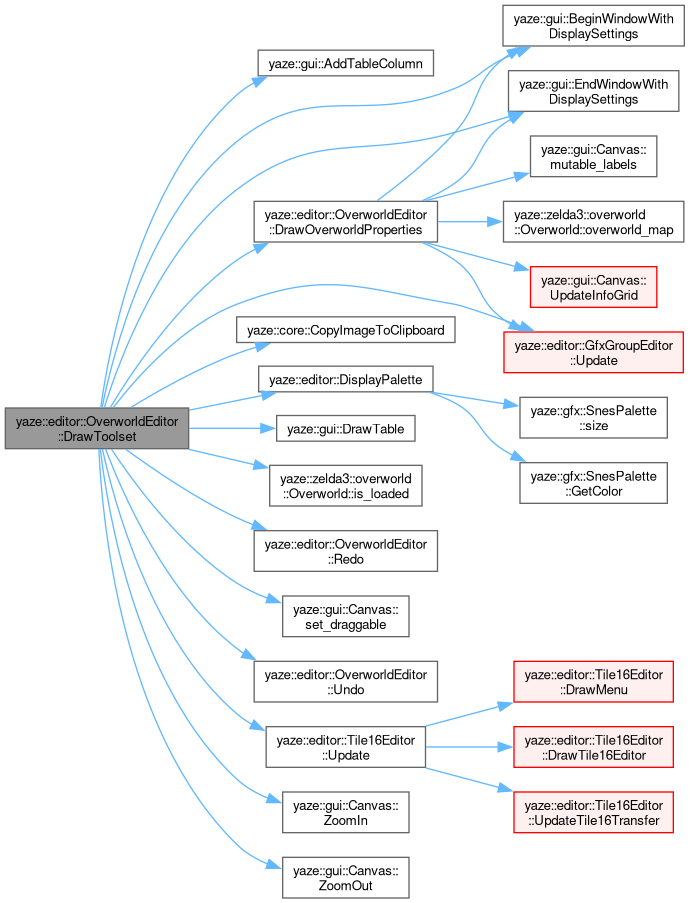 yaze::editor::OverworldEditor
::DrawToolset
yaze::gui::AddTableColumn
yaze::gui::BeginWindowWith
DisplaySettings
yaze::gui::EndWindowWith
DisplaySettings
yaze::editor::OverworldEditor
::DrawOverworldProperties
yaze::gui::Canvas::
mutable_labels
yaze::zelda3::overworld
::Overworld::overworld_map
yaze::gui::Canvas::
UpdateInfoGrid
yaze::editor::GfxGroupEditor
::Update
yaze::core::CopyImageToClipboard
yaze::editor::DisplayPalette
yaze::gfx::SnesPalette
::size
yaze::gfx::SnesPalette
::GetColor
yaze::gui::DrawTable
yaze::zelda3::overworld
::Overworld::is_loaded
yaze::editor::OverworldEditor
::Redo
yaze::gui::Canvas::
set_draggable
yaze::editor::OverworldEditor
::Undo
yaze::editor::Tile16Editor
::Update
yaze::editor::Tile16Editor
::DrawMenu
yaze::editor::Tile16Editor
::DrawTile16Editor
yaze::editor::Tile16Editor
::UpdateTile16Transfer
yaze::gui::Canvas::
ZoomIn
yaze::gui::Canvas::
ZoomOut